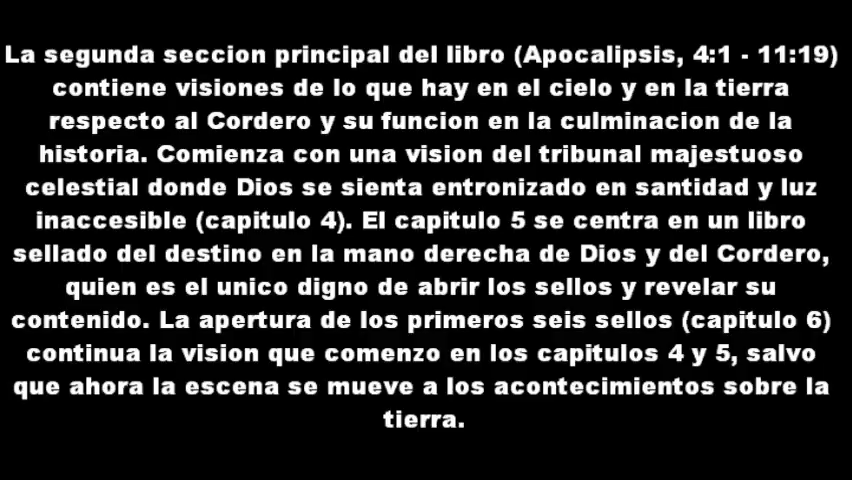 La segunda seccion principal del libro (Apocalipsis, 4:1 - 11:19)
contiene visiones de lo que hay en el cielo y en la tierra
respecto al Cordero y su funcion en la culminacion de la
historia. Comienza con una vision del tribunal majestuoso
celestial donde Dios se sienta entronizado en santidad y luz
inaccesible (capitulo 4). El capitulo 5 se centra en un libro
sellado del destino en la mano derecha de Dios y del Cordero,
quien es el unico digno de abrir los sellos y revelar su
contenido. La apertura de los primeros seis sellos (capitulo 6)
continua la vision que comenzo en los capitulos 4 y 5, salvo
que ahora la escena se mueve a los acontecimientos sobre la
tierra.